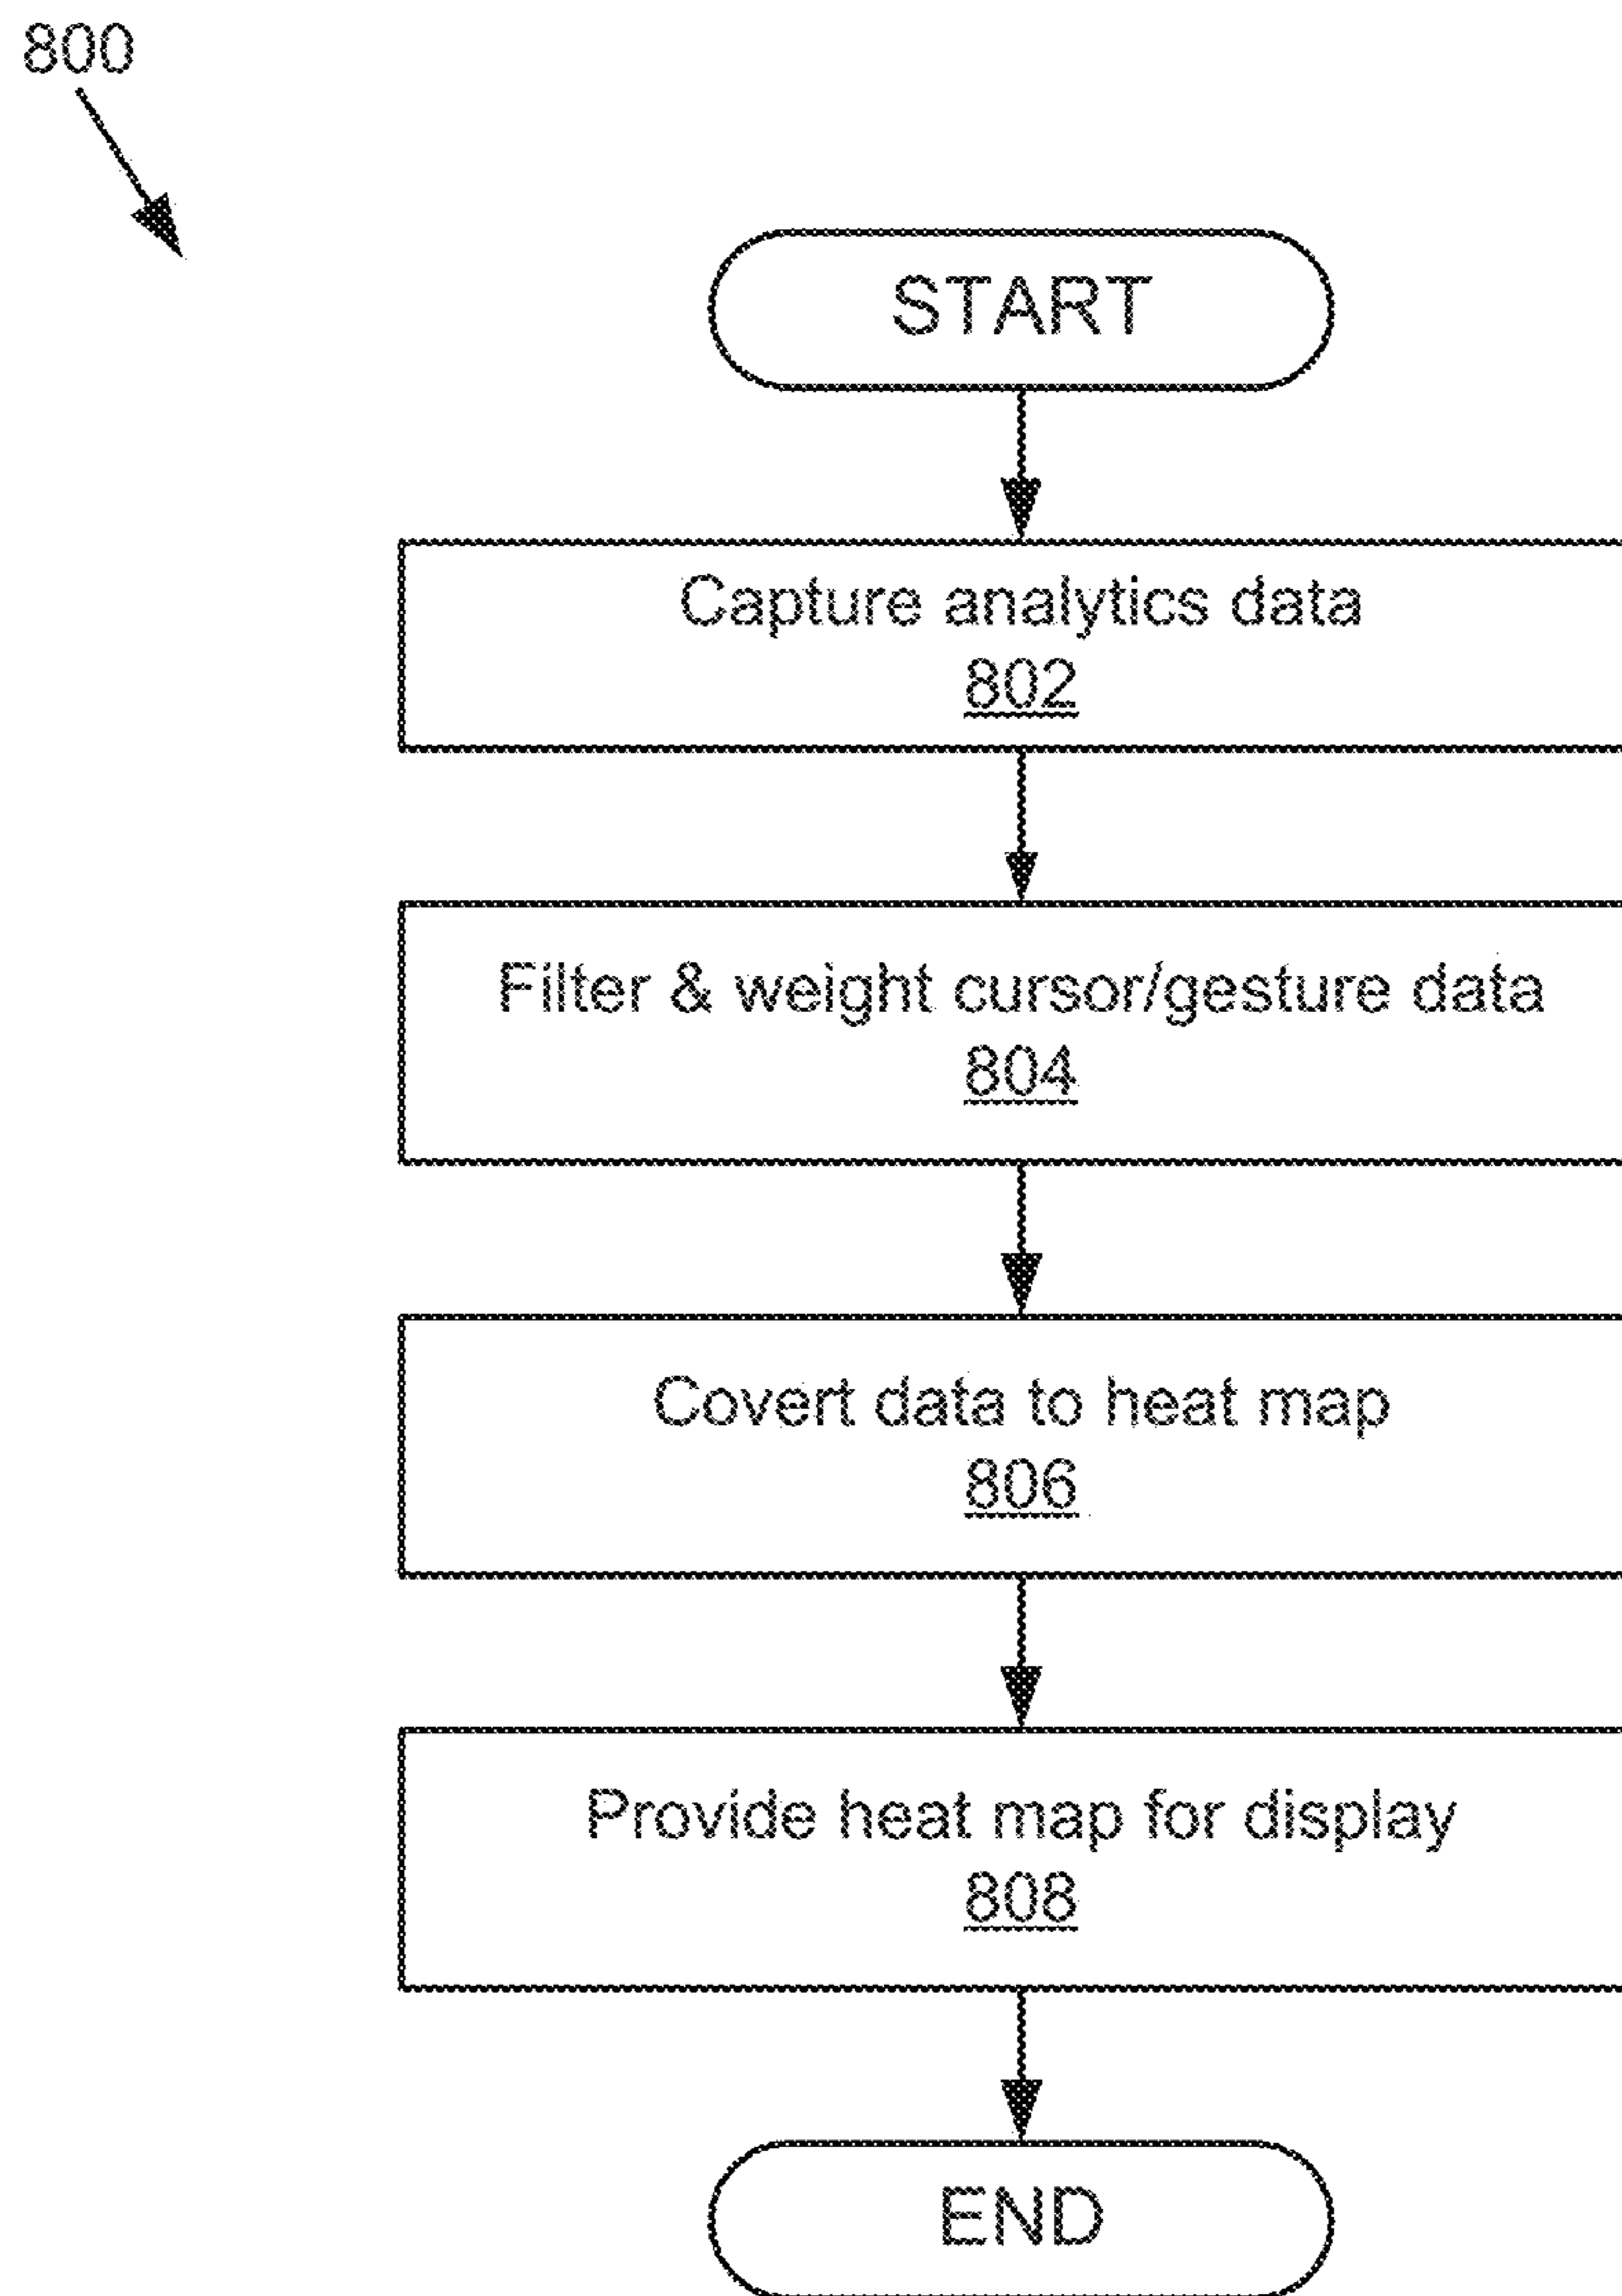 800
START
Capture analytics data
802
Filter & weight cursor/gesture data
804
Covert data to heat map
806
Provide heat map for display
808
END